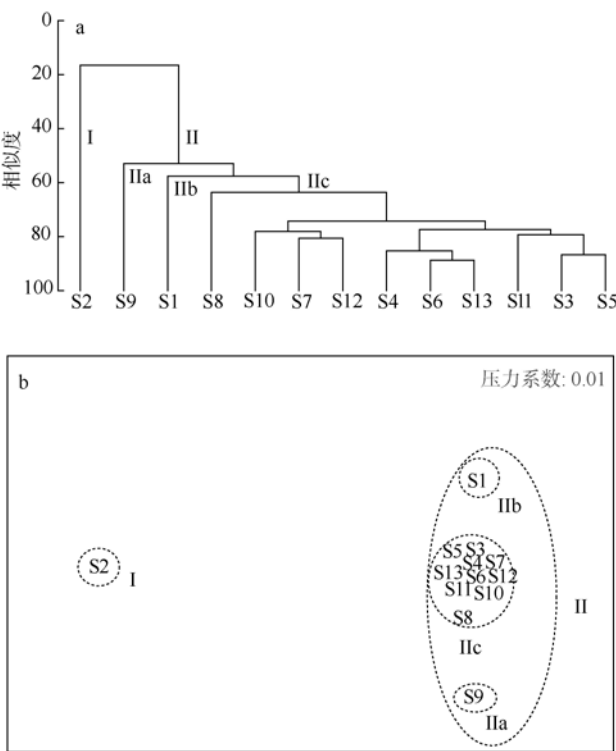 a
0
20
40
60
80
100
相似度
I
II
IIa
IIb
IIc
S2 S9 S1 S8 S10 S7 S12 S4 S6 S13 S11 S3 S5
b
压力系数: 0.01
S1
IIb
S5 S3
S4 S7
S2
S13 S6 S12
I
S11 S10
II
S8
IIc
S9
IIa